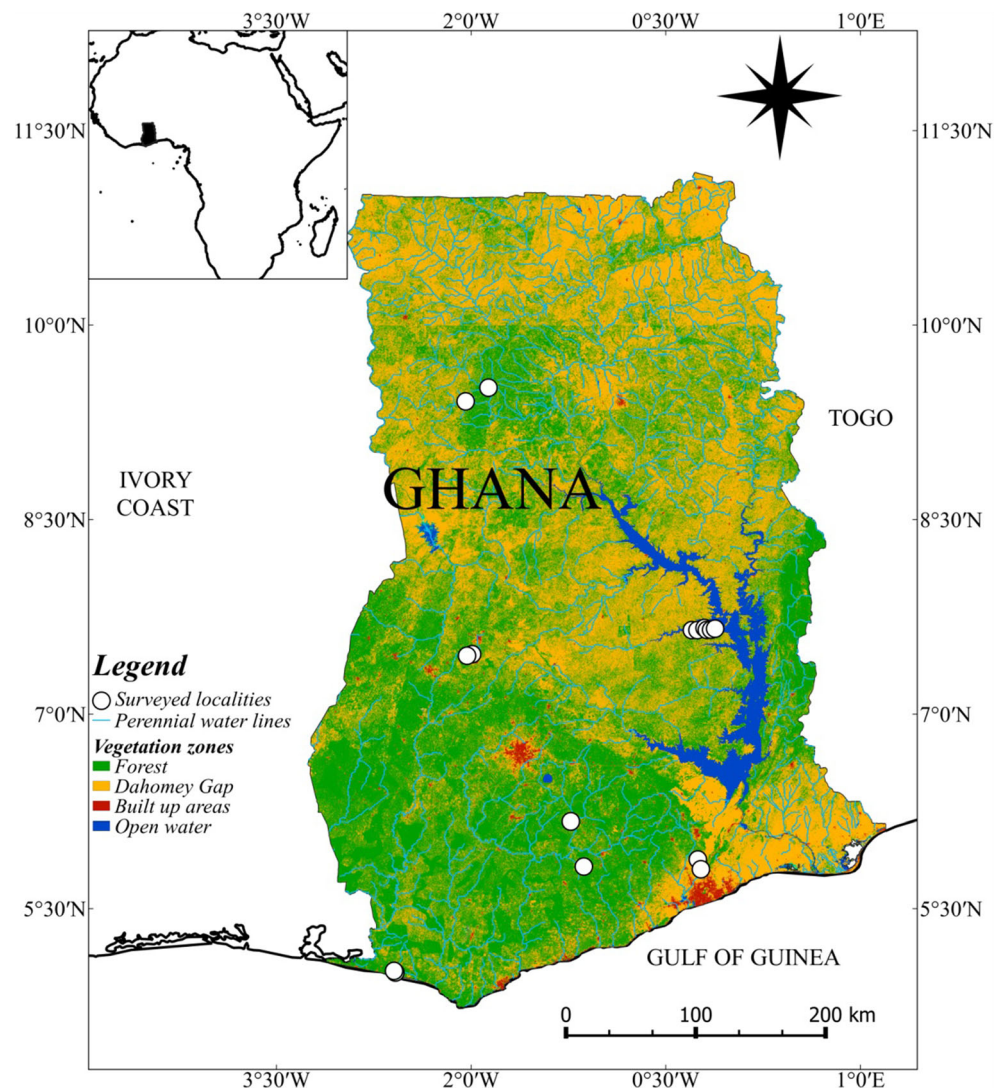 3°30′W 2°0′W 0°30′W 1°0′E
11°30′N 11°30′N
10°0′N 10°0′N
TOGO
IVORY
COAST
GHANA
8°30′N 8°30′N
Legend
Surveyed localities
Perennial water lines
Vegetation zones
Forest
Dahomey Gap
Built up areas
Open water
7°0′N 7°0′N
5°30′N 5°30′N
GULF OF GUINEA
0 100 200 km
3°30′W 2°0′W 0°30′W 1°0′E